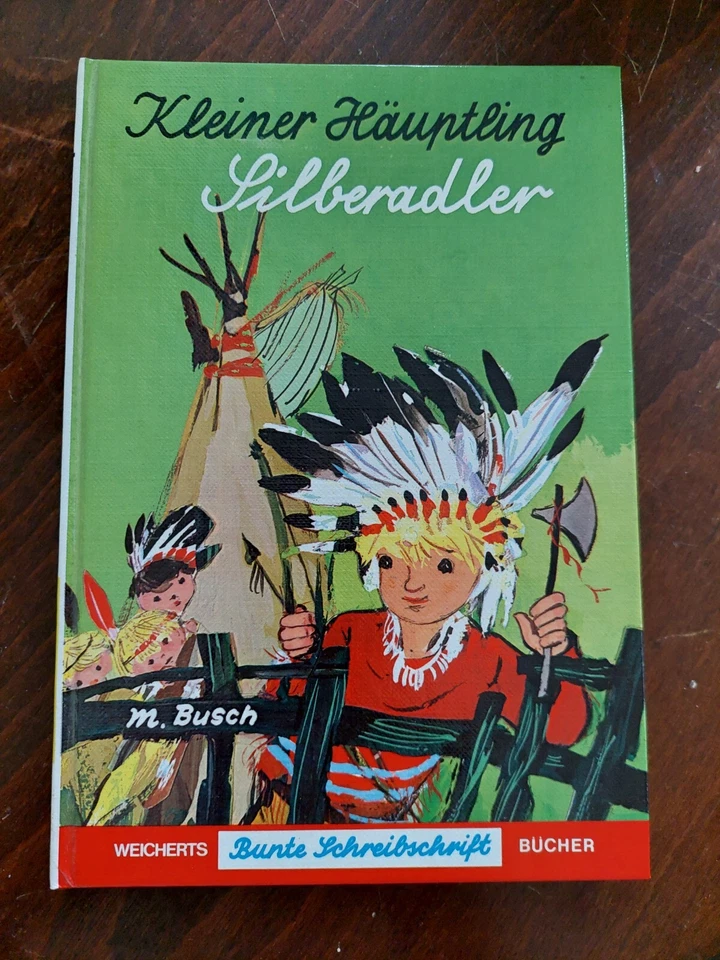 Kleiner Häuptling
Silberadler
M. Busch
WEICHERTS Bunte Schreibschrift BÜCHER